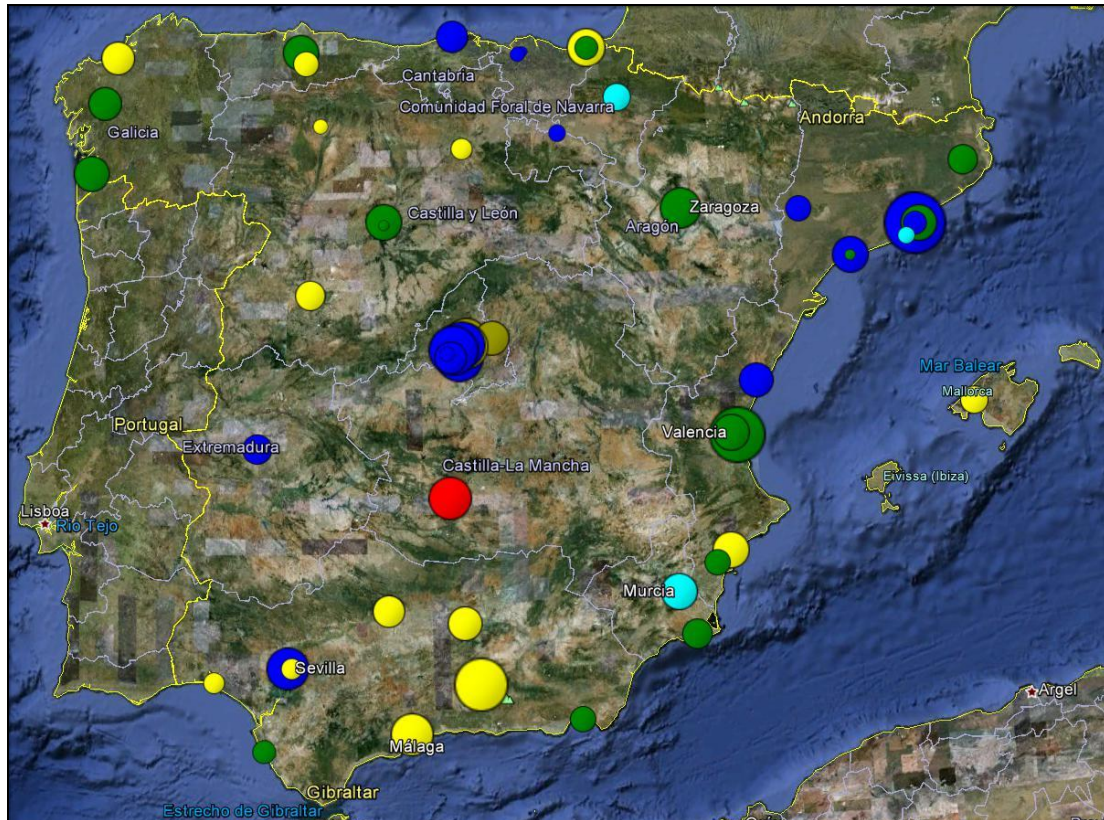 Cantabria
Comunidad Foral de Navarra
Andorra
Galicia
Castilla y León
Zaragoza
Aragón
Mar Balear
Mallorca
Portugal
Extremadura
Valencia
Castilla-La Mancha
Eivissa (Ibiza)
Lisboa
Rio Tejo
Murcia
Sevilla
Argel
Málaga
Gibraltar
Estrecho de Gibraltar